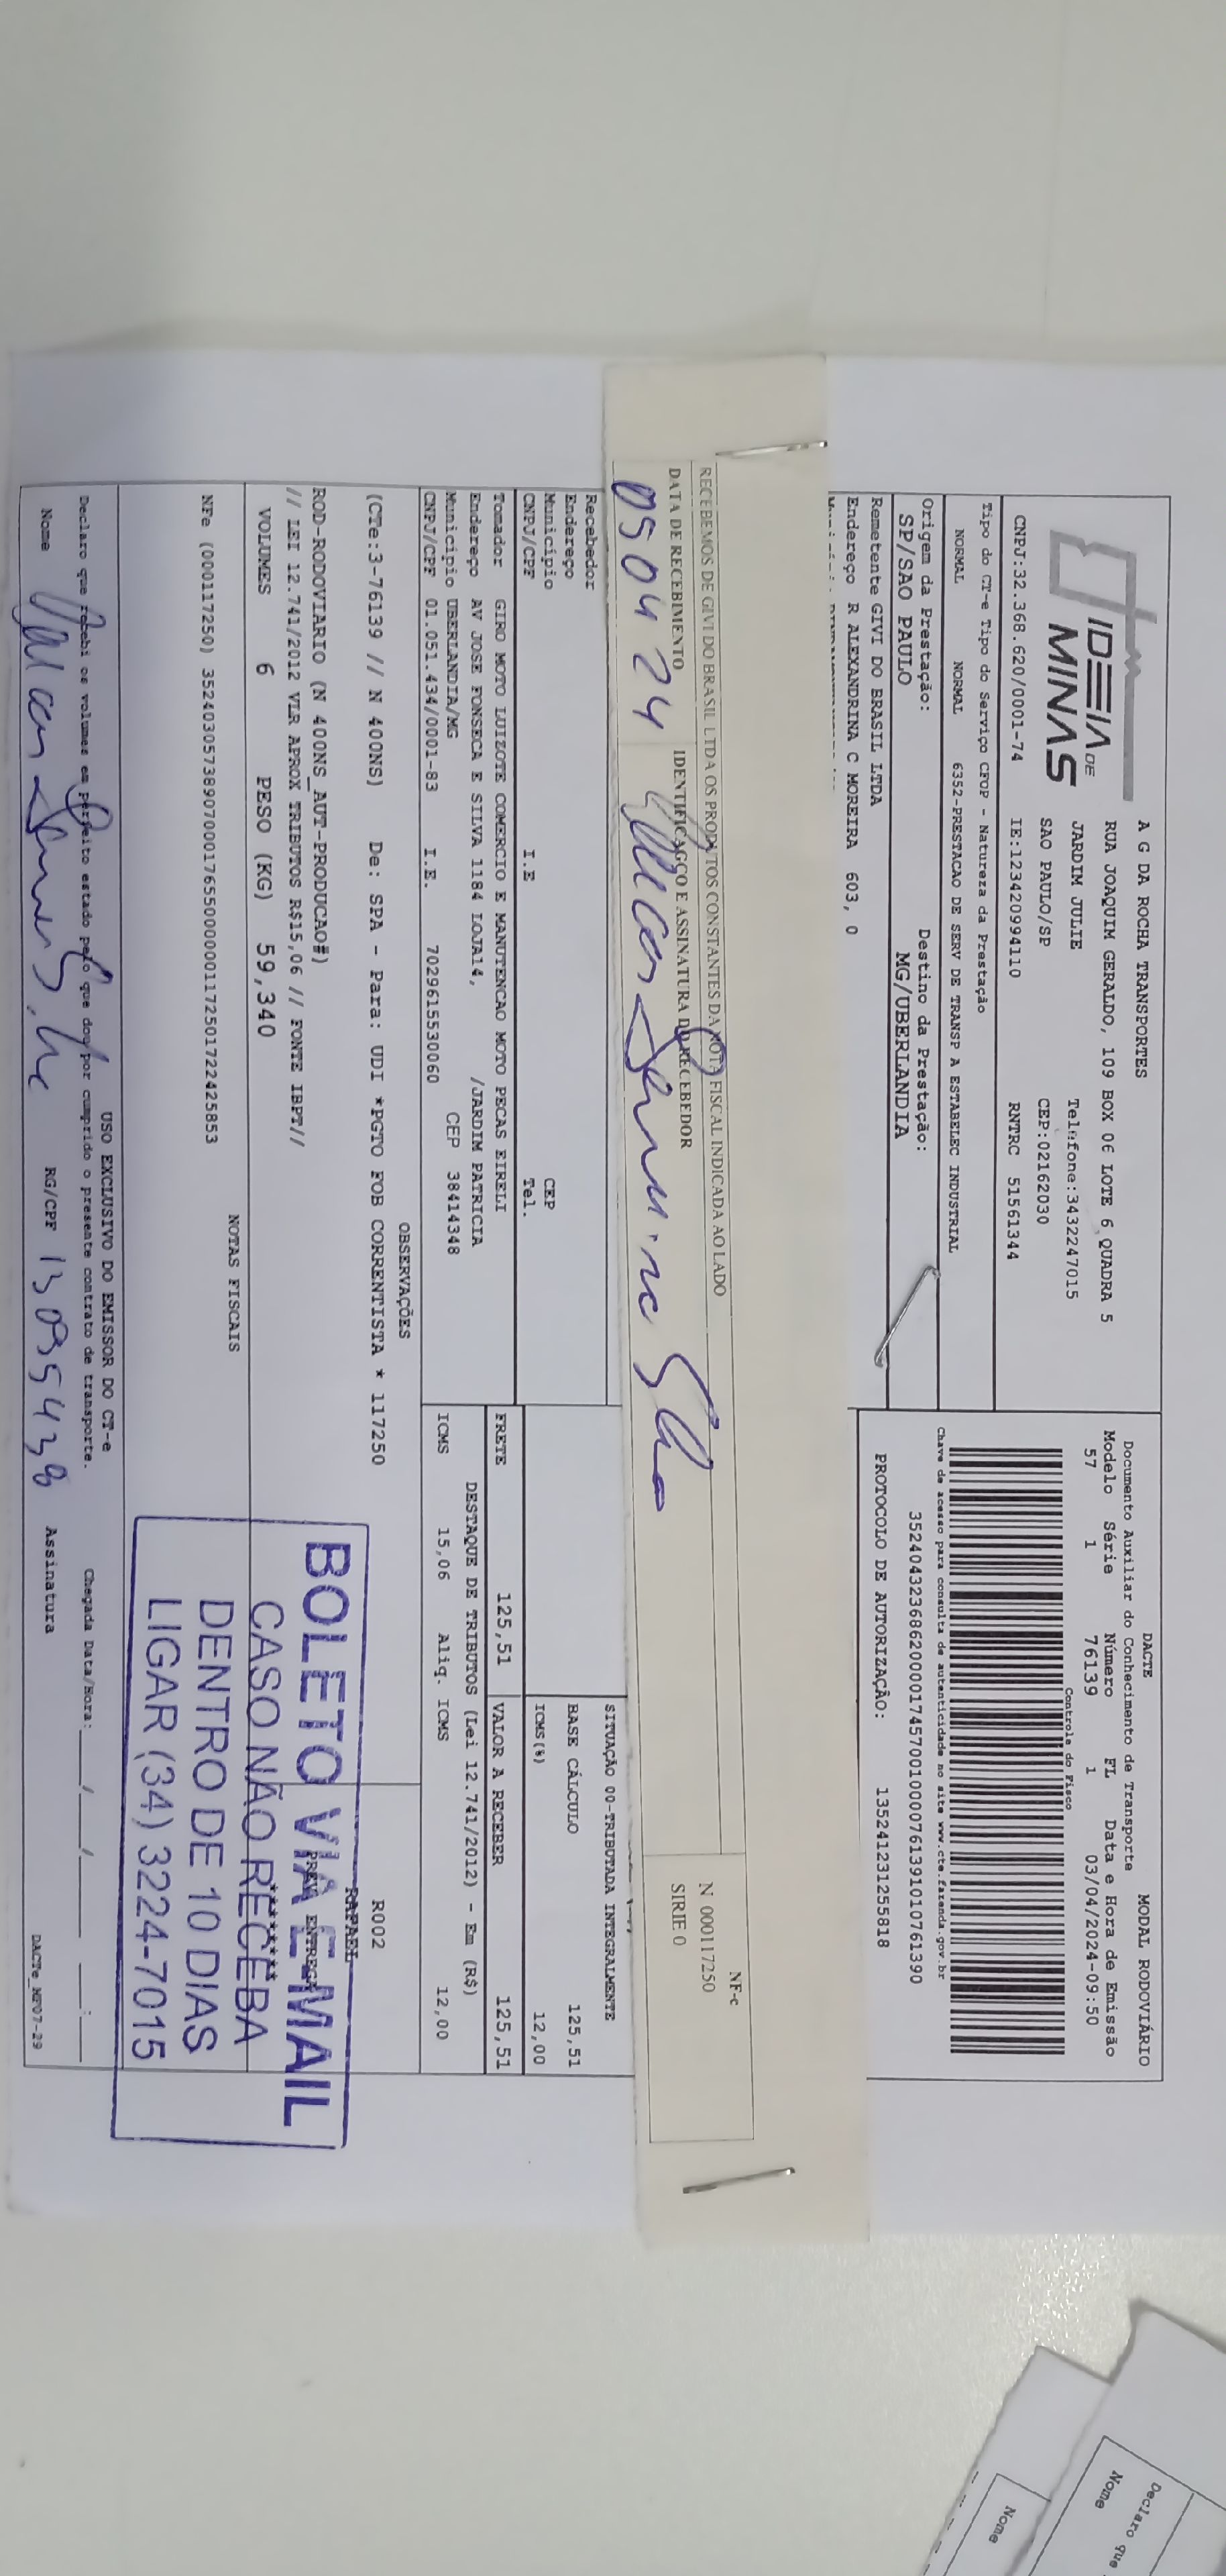 IDEIA DE MINAS
A G DA ROCHA TRANSPORTES
RUA JOAQUIM GERALDO, 109 BOX 06 LOTE 6 QUADRA 5
JARDIM JULIE Telefone:3432247015
SAO PAULO/SP CEP:02162030
CNPJ:32.368.620/0001-74 IE:123420994110 RNTRC 51561344
Tipo do CT-e Tipo do Serviço CFOP - Natureza da Prestação
NORMAL NORMAL 6352-PRESTACAO DE SERV DE TRANSP A ESTABELEC INDUSTRIAL
Origem da Prestação: Destino da Prestação:
SP/SAO PAULO MG/UBERLANDIA
Remetente GIVI DO BRASIL LTDA
Endereço R ALEXANDRINA C MOREIRA 603, 0
DACTE MODAL RODOVIÁRIO
Documento Auxiliar do Conhecimento de Transporte
Modelo Série Número FL Data e Hora de Emissão
57 1 76139 1 03/04/2024-09:50
Controle do Fisco
Chave de acesso para consulta de autenticidade no site www.cte.fazenda.gov.br
35240432368620000174570010000761391010761390
PROTOCOLO DE AUTORIZAÇÃO: 135241231255818
RECEBEMOS DE GIVI DO BRASIL LTDA OS PRODUTOS CONSTANTES DA NOTA FISCAL INDICADA AO LADO
DATA DE RECEBIMENTO IDENTIFICAGCO E ASSINATURA DO RECEBEDOR
05 04 24
NF-c
N 000117250
SIRIE 0
Recebedor
Endereço
Município CEP
CNPJ/CPF I.E Tel.
SITUAÇÃO 00-TRIBUTADA INTEGRALMENTE
BASE CÁLCULO 125,51
ICMS(%) 12,00
Tomador GIRO MOTO LUIZOTE COMERCIO E MANUTENCAO MOTO PECAS EIRELI
Endereço AV JOSE FONSECA E SILVA 1184 LOJA14, /JARDIM PATRICIA
Municipio UBERLANDIA/MG CEP 38414348
CNPJ/CPF 01.051.434/0001-83 I.E. 7029615530060
FRETE 125,51 VALOR A RECEBER 125,51
DESTAQUE DE TRIBUTOS (Lei 12.741/2012) - Em (R$)
ICMS 15,06 Aliq. ICMS 12,00
OBSERVAÇÕES
(CTe:3-76139 // N 400NS) De: SPA - Para: UDI *PGTO FOB CORRENTISTA * 117250
R002
RAFAEL
ROD-RODOVIARIO (N 400NS_AUT-PRODUCAO#)
// LEI 12.741/2012 VLR APROX TRIBUTOS R$15,06 // FONTE IBPT//
PREV ENTREGA
VOLUMES 6 PESO (KG) 59,340
NOTAS FISCAIS
NFe (000117250) 35240305738907000176550000001172501722425853
BOLETO VIA E-MAIL
CASO NÃO RECEBA
DENTRO DE 10 DIAS
LIGAR (34) 3224-7015
USO EXCLUSIVO DO EMISSOR DO CT-e
Declaro que recebi os volumes em perfeito estado pelo que dou por cumprido o presente contrato de transporte. Chegada Data/Hora: ___/___/___ __:__
Nome RG/CPF 13095438 Assinatura
DACTe_MP07-29
Declaro que
Nome
Nome